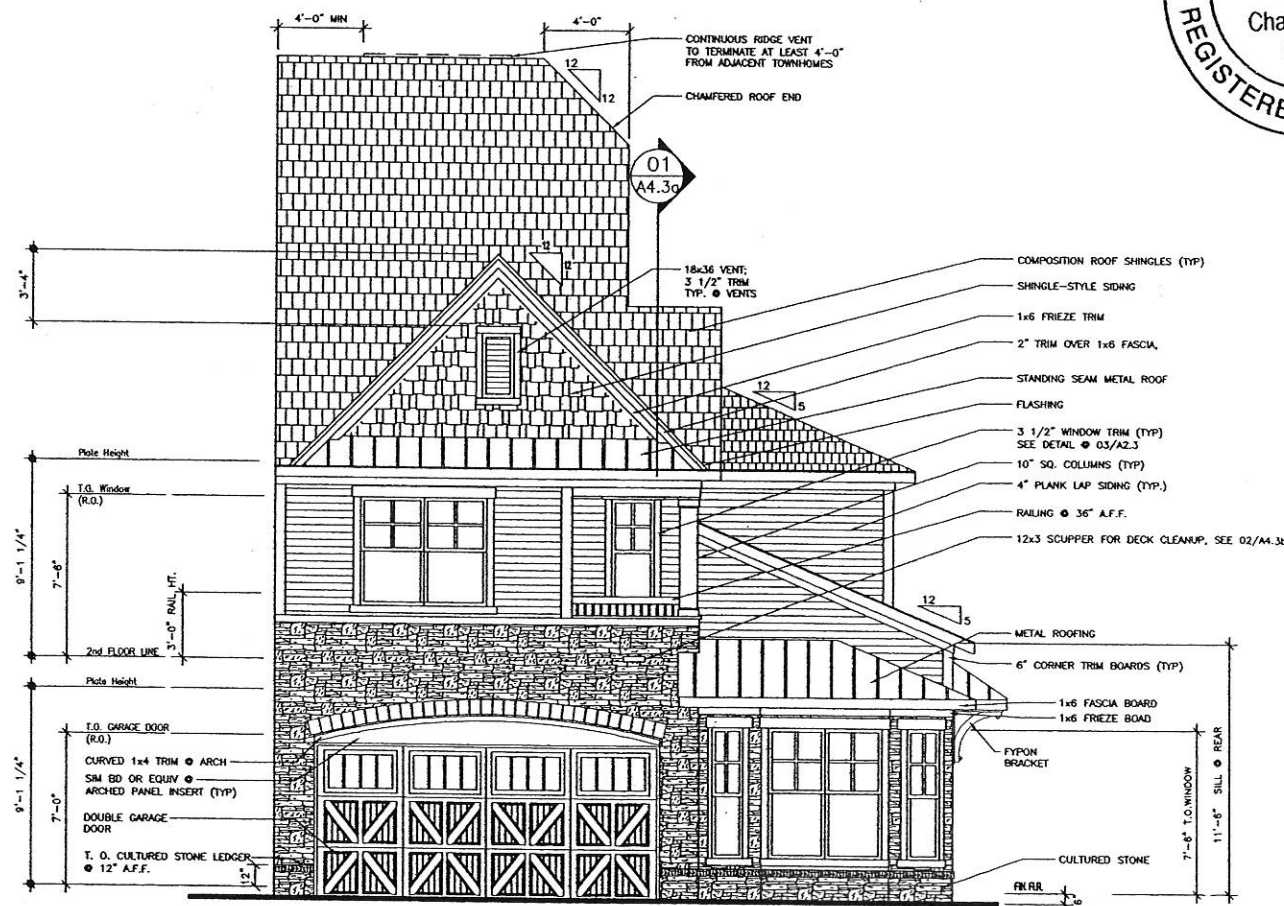 4'-0" MIN
4'-0"
CONTINUOUS RIDGE VENT
TO TERMINATE AT LEAST 4'-0"
FROM ADJACENT TOWNHOMES
12
12
CHAMFERED ROOF END
Cha
REGISTERE
01
A4.3a
3'-4"
12
12
18x36 VENT;
3 1/2" TRIM
TYP. @ VENTS
COMPOSITION ROOF SHINGLES (TYP)
SHINGLE-STYLE SIDING
1x6 FRIEZE TRIM
2" TRIM OVER 1x6 FASCIA,
STANDING SEAM METAL ROOF
12
5
FLASHING
3 1/2" WINDOW TRIM (TYP)
SEE DETAIL @ 03/A2.3
10" SQ. COLUMNS (TYP)
4" PLANK LAP SIDING (TYP.)
RAILING @ 36" A.F.F.
12x3 SCUPPER FOR DECK CLEANUP, SEE 02/A4.3b
12
5
METAL ROOFING
6" CORNER TRIM BOARDS (TYP)
1x6 FASCIA BOARD
1x6 FRIEZE BOAD
FYPON
BRACKET
7'-6" T.O.WINDOW
11'-6" SILL @ REAR
CULTURED STONE
FIN.FLR.
6"
Plate Height
T.O. Window
(R.O.)
9'-1 1/4"
7'-6"
3'-0" RAIL HT.
2nd FLOOR LINE
Plate Height
T.O. GARAGE DOOR
(R.O.)
CURVED 1x4 TRIM @ ARCH
SIM BD OR EQUIV @
ARCHED PANEL INSERT (TYP)
9'-1 1/4"
7'-0"
DOUBLE GARAGE
DOOR
T. O. CULTURED STONE LEDGER
@ 12" A.F.F.
12"